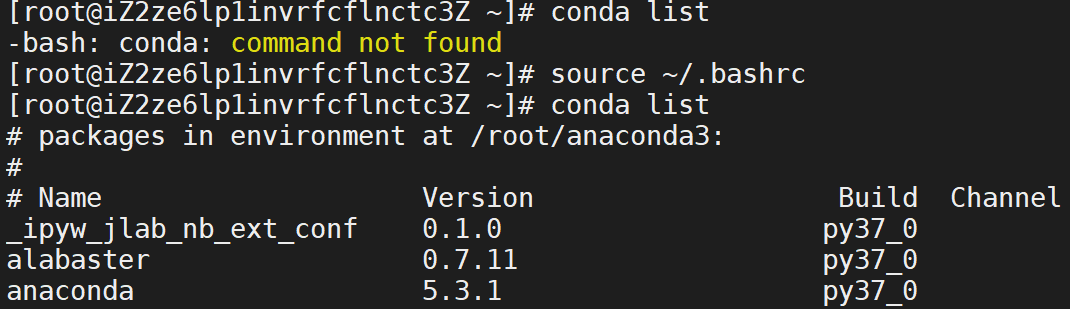 [root@iZ2ze6lp1invrfcflnctc3Z ~]# conda list
-bash: conda: command not found
[root@iZ2ze6lp1invrfcflnctc3Z ~]# source ~/.bashrc
[root@iZ2ze6lp1invrfcflnctc3Z ~]# conda list
# packages in environment at /root/anaconda3:
#
# Name                    Version                   Build  Channel
_ipyw_jlab_nb_ext_conf    0.1.0                    py37_0
alabaster                 0.7.11                   py37_0
anaconda                  5.3.1                    py37_0